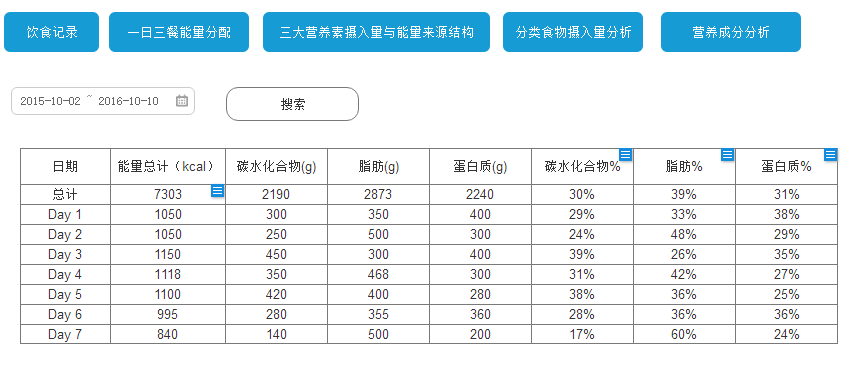 饮食记录 一日三餐能量分配 三大营养素摄入量与能量来源结构 分类食物摄入量分析 营养成分分析
2015-10-02 ~ 2016-10-10 搜索
日期 能量总计（kcal） 碳水化合物(g) 脂肪(g) 蛋白质(g) 碳水化合物% 脂肪% 蛋白质%
总计 7303 2190 2873 2240 30% 39% 31%
Day 1 1050 300 350 400 29% 33% 38%
Day 2 1050 250 500 300 24% 48% 29%
Day 3 1150 450 300 400 39% 26% 35%
Day 4 1118 350 468 300 31% 42% 27%
Day 5 1100 420 400 280 38% 36% 25%
Day 6 995 280 355 360 28% 36% 36%
Day 7 840 140 500 200 17% 60% 24%